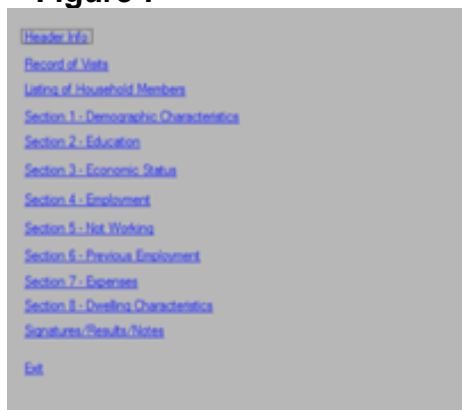 Header Info
Record of Visits
Listing of Household Members
Section 1 - Demographic Characteristics
Section 2 - Education
Section 3 - Economic Status
Section 4 - Employment
Section 5 - Not Working
Section 6 - Previous Employment
Section 7 - Expenses
Section 8 - Dwelling Characteristics
Signatures/Results/Notes
Exit